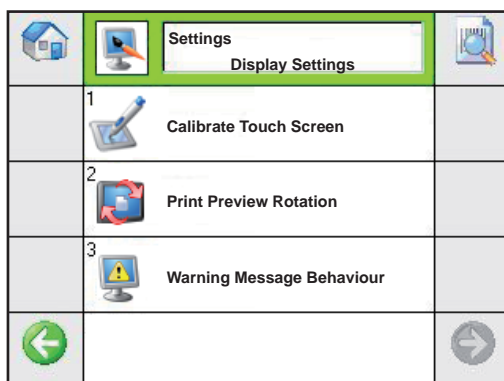 Settings
Display Settings
1
Calibrate Touch Screen
2
Print Preview Rotation
3
Warning Message Behaviour